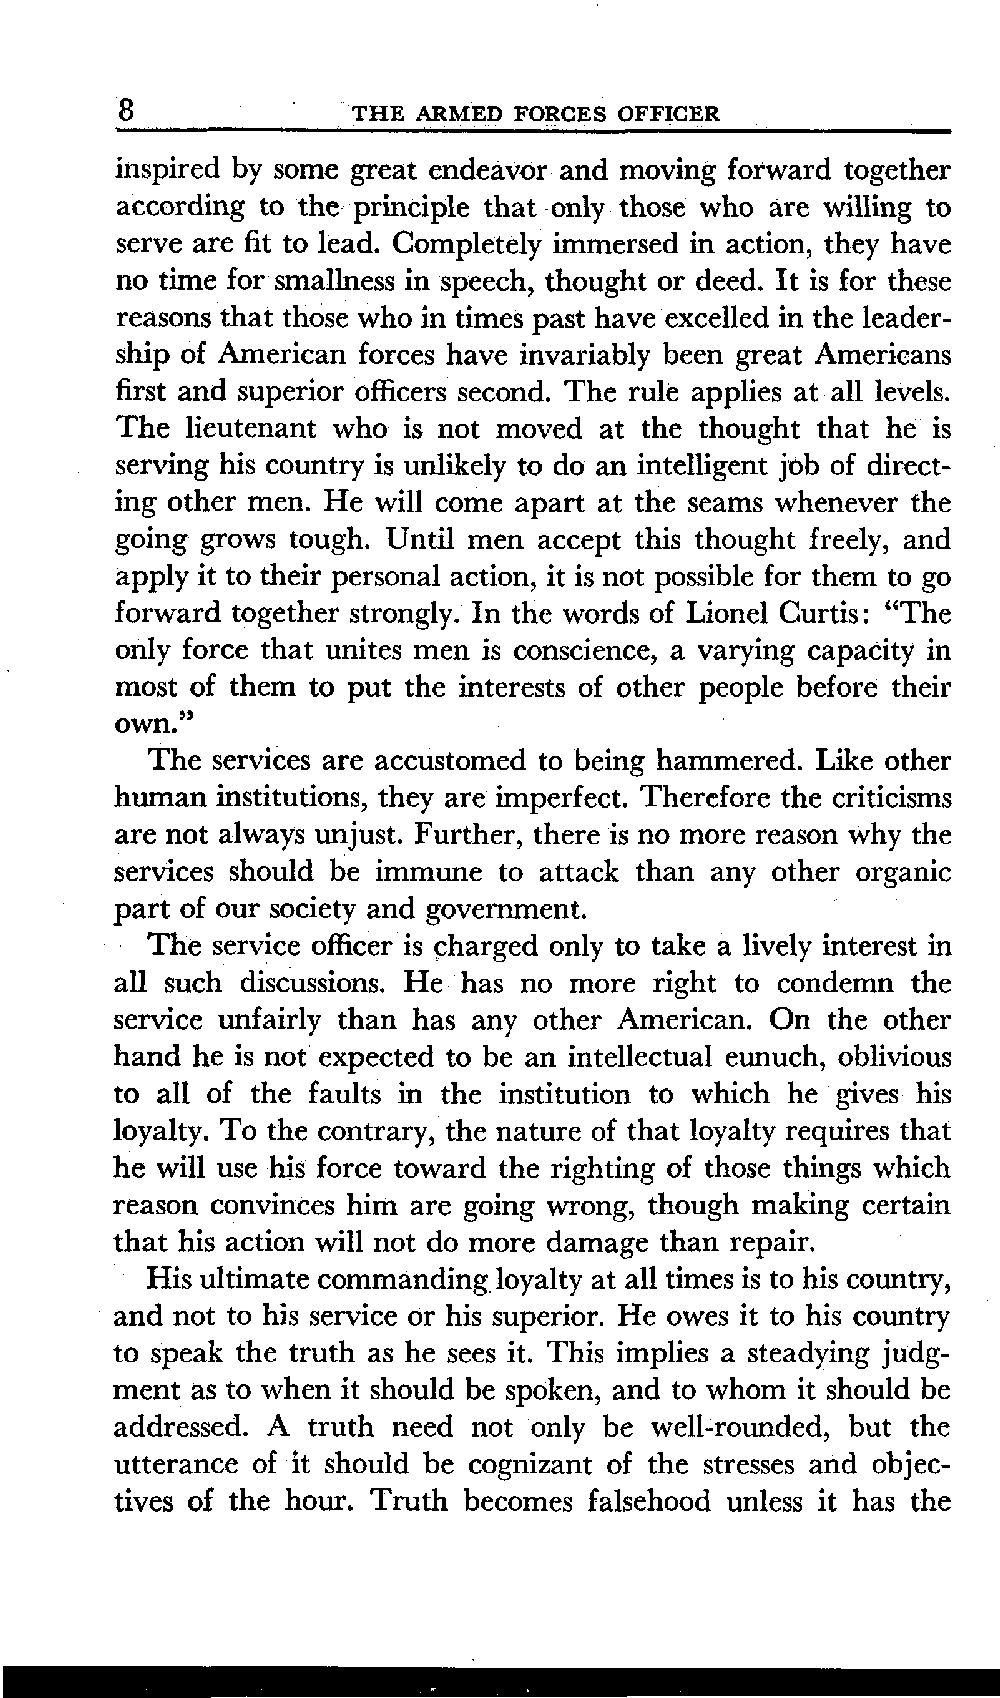 8 THE ARMED FORCES OFFICER
inspired by some great endeavor and moving forward together
according to the principle that only those who are willing to
serve are fit to lead. Completely immersed in action, they have
no time for smallness in speech, thought or deed. It is for these
reasons that those who in times past have excelled in the leader-
ship of American forces have invariably been great Americans
first and superior officers second. The rule applies at all levels.
The lieutenant who is not moved at the thought that he is
serving his country is unlikely to do an intelligent job of direct-
ing other men. He will come apart at the seams whenever the
going grows tough. Until men accept this thought freely, and
apply it to their personal action, it is not possible for them to go
forward together strongly. In the words of Lionel Curtis: “The
only force that unites men is conscience, a varying capacity in
most of them to put the interests of other people before their
own.”
The services are accustomed to being hammered. Like other
human institutions, they are imperfect. Therefore the criticisms
are not always unjust. Further, there is no more reason why the
services should be immune to attack than any other organic
part of our society and government.
The service officer is charged only to take a lively interest in
all such discussions. He has no more right to condemn the
service unfairly than has any other American. On the other
hand he is not expected to be an intellectual eunuch, oblivious
to all of the faults in the institution to which he gives his
loyalty. To the contrary, the nature of that loyalty requires that
he will use his force toward the righting of those things which
reason convinces him are going wrong, though making certain
that his action will not do more damage than repair.
His ultimate commanding loyalty at all times is to his country,
and not to his service or his superior. He owes it to his country
to speak the truth as he sees it. This implies a steadying judg-
ment as to when it should be spoken, and to whom it should be
addressed. A truth need not only be well-rounded, but the
utterance of it should be cognizant of the stresses and objec-
tives of the hour. Truth becomes falsehood unless it has the